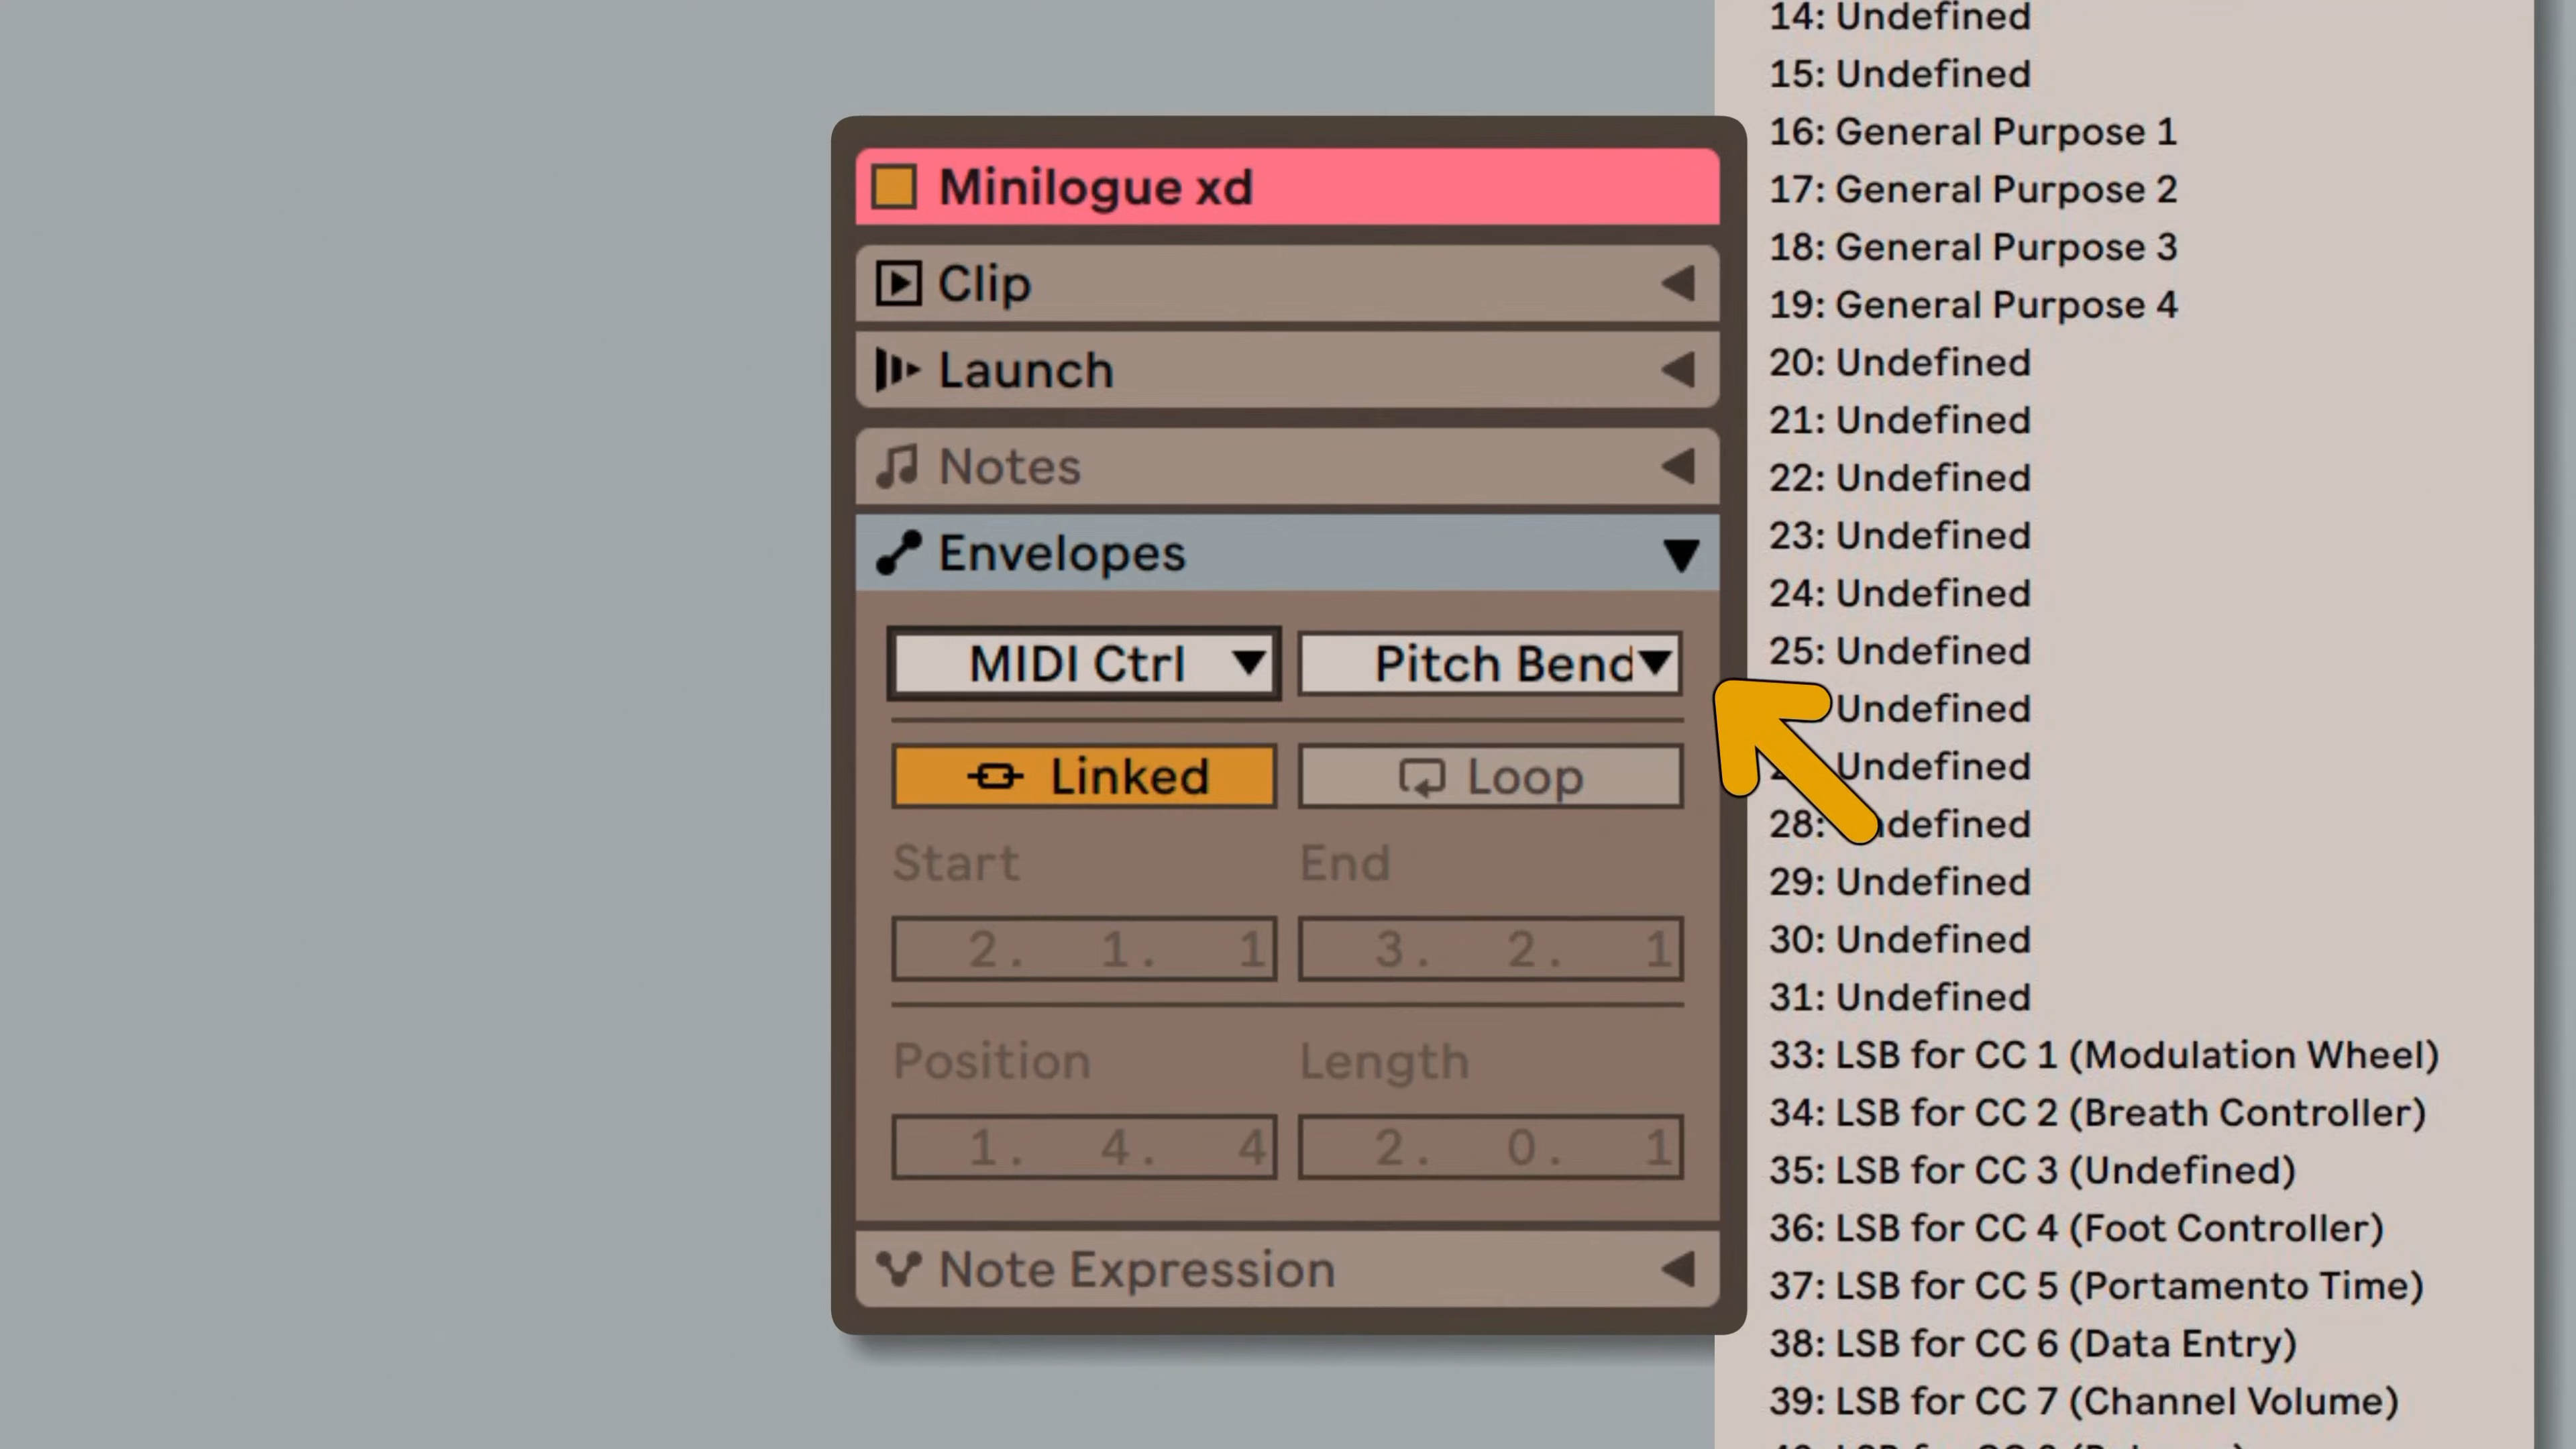 Minilogue xd
Clip
Launch
Notes
Envelopes
MIDI Ctrl
Pitch Bend
Linked
Loop
Start
End
2. 1. 1
3. 2. 1
Position
Length
1. 4. 4
2. 0. 1
Note Expression
14: Undefined
15: Undefined
16: General Purpose 1
17: General Purpose 2
18: General Purpose 3
19: General Purpose 4
20: Undefined
21: Undefined
22: Undefined
23: Undefined
24: Undefined
25: Undefined
Undefined
Undefined
28: Undefined
29: Undefined
30: Undefined
31: Undefined
33: LSB for CC 1 (Modulation Wheel)
34: LSB for CC 2 (Breath Controller)
35: LSB for CC 3 (Undefined)
36: LSB for CC 4 (Foot Controller)
37: LSB for CC 5 (Portamento Time)
38: LSB for CC 6 (Data Entry)
39: LSB for CC 7 (Channel Volume)